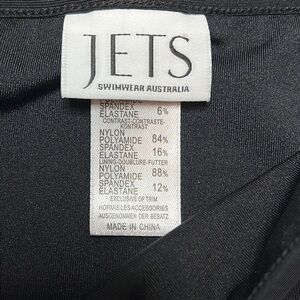 JETS
SWIMWEAR AUSTRALIA
SPANDEX
ELASTANE 6%
CONTRAST-CONTRASTE-
KONTRAST
NYLON
POLYAMIDE 84%
SPANDEX
ELASTANE 16%
LINING-DOUBLURE-FUTTER
NYLON
POLYAMIDE 88%
SPANDEX
ELASTANE 12%
EXCLUSIVE OF TRIM
HORMIS LES ACCESSORIES
AUSGENOMMEN DER BESATZ
MADE IN CHINA